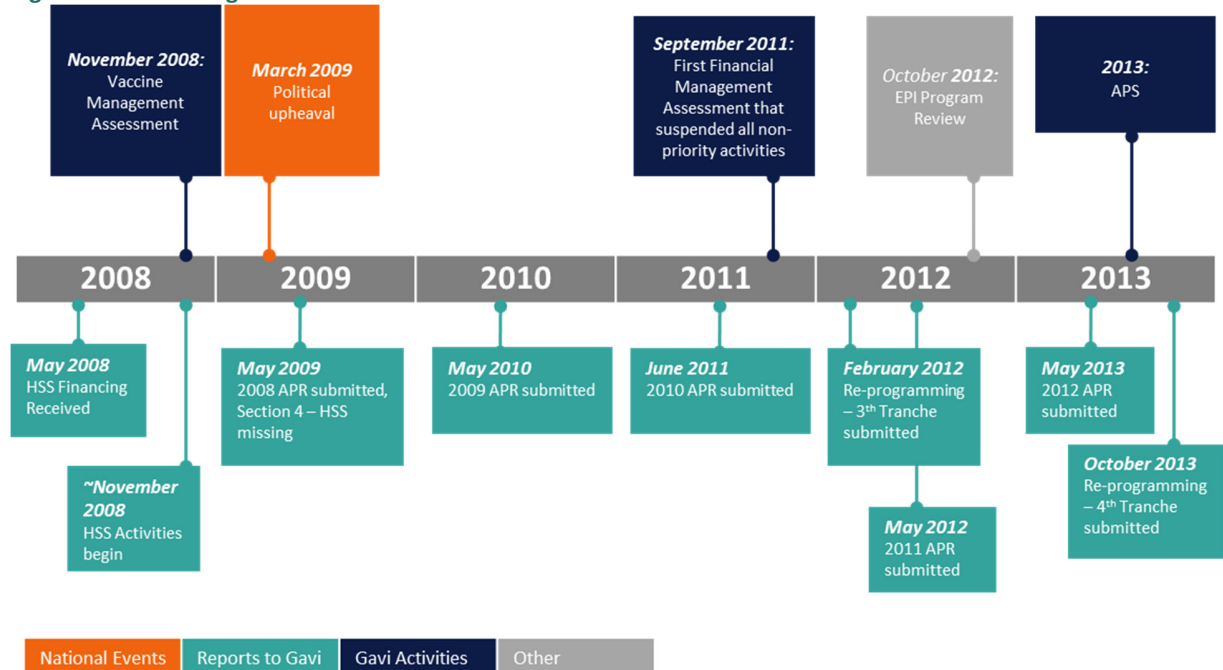 November 2008:
Vaccine
Management
Assessment
March 2009
Political
upheaval
September 2011:
First Financial
Management
Assessment that
suspended all non-
priority activities
October 2012:
EPI Program
Review
2013:
APS
2008
2009
2010
2011
2012
2013
May 2008
HSS Financing
Received
~November
2008
HSS Activities
begin
May 2009
2008 APR submitted,
Section 4 – HSS
missing
May 2010
2009 APR submitted
June 2011
2010 APR submitted
February 2012
Re-programming
– 3th Tranche
submitted
May 2012
2011 APR
submitted
May 2013
2012 APR
submitted
October 2013
Re-programming
– 4th Tranche
submitted
National Events
Reports to Gavi
Gavi Activities
Other